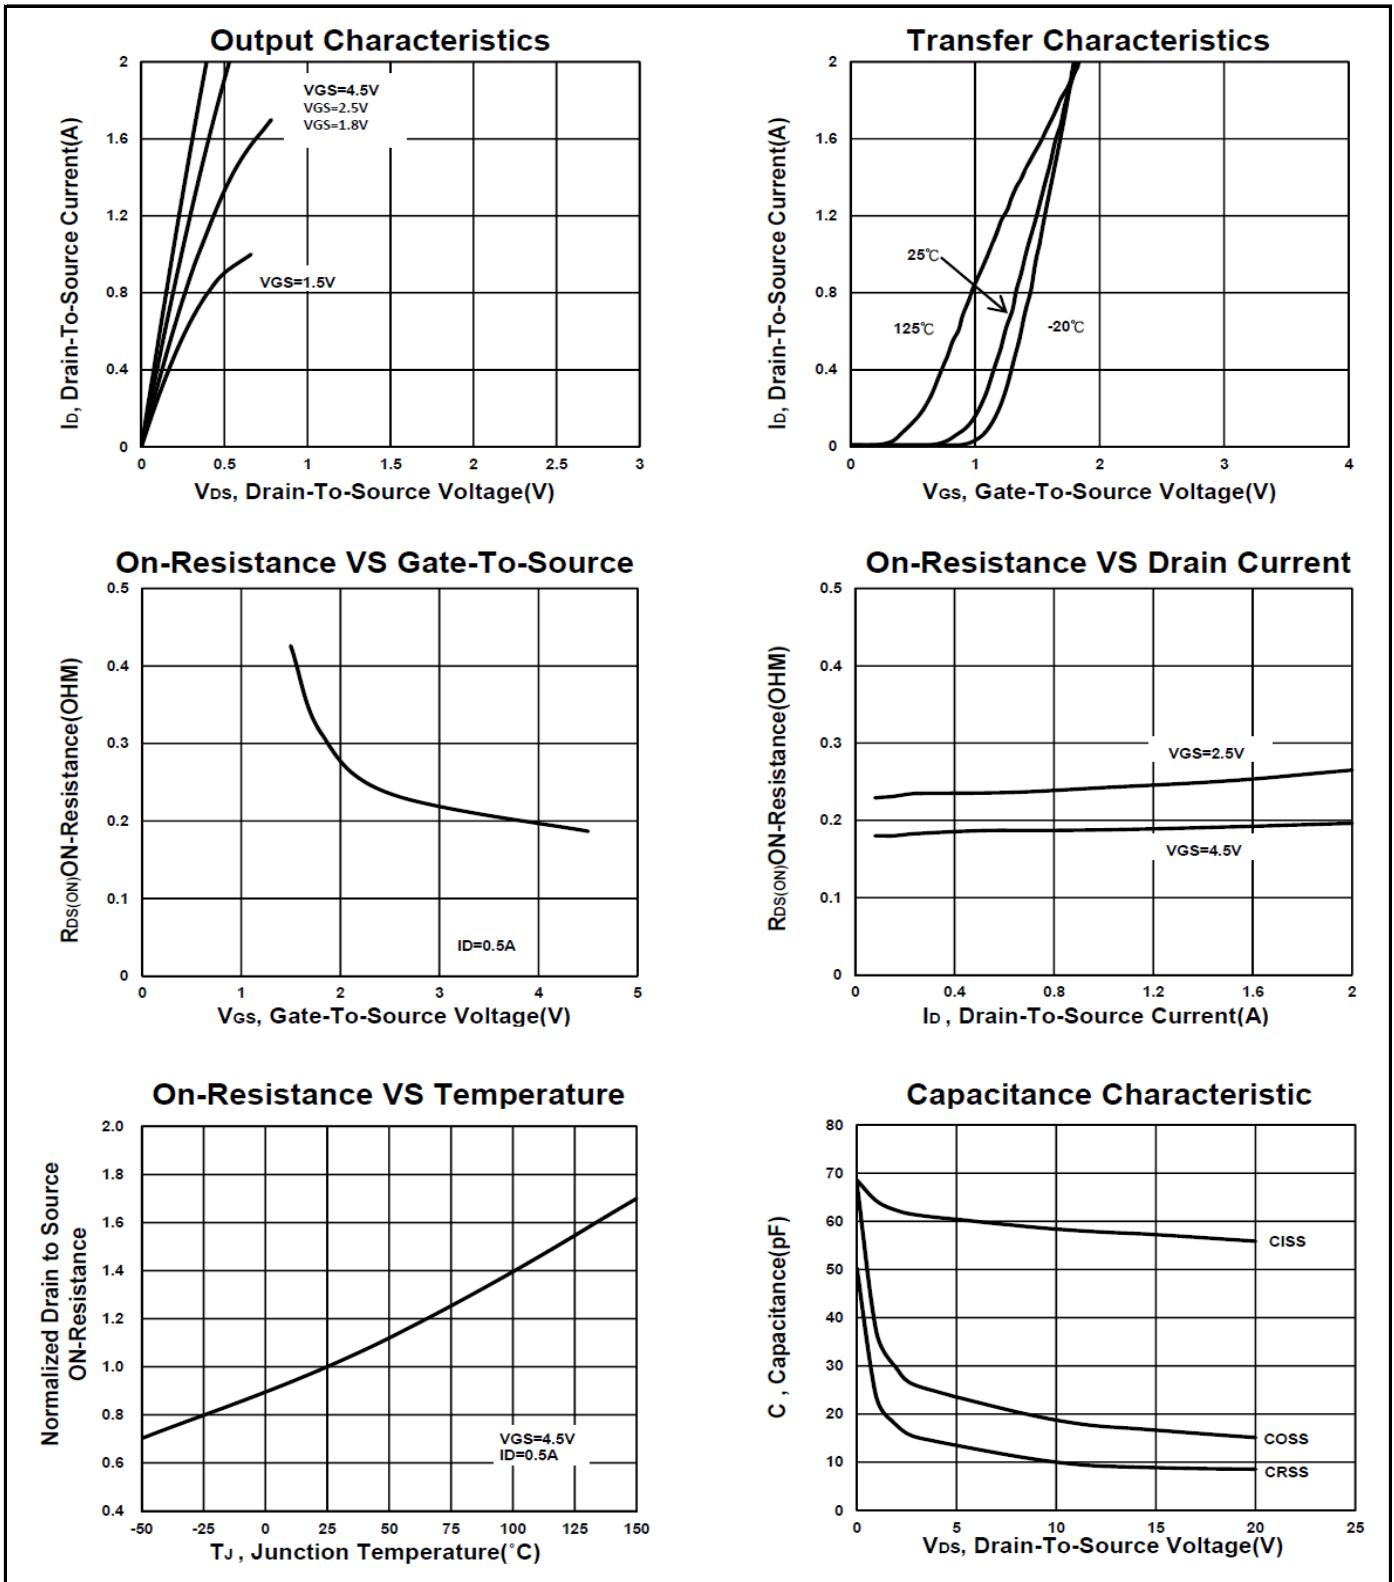 Output Characteristics
2
1.6
1.2
0.8
0.4
0
ID, Drain-To-Source Current(A)
VGS=4.5V
VGS=2.5V
VGS=1.8V
VGS=1.5V
0 0.5 1 1.5 2 2.5 3
VDS, Drain-To-Source Voltage(V)
Transfer Characteristics
2
1.6
1.2
0.8
0.4
0
ID, Drain-To-Source Current(A)
25℃
125℃
-20℃
0 1 2 3 4
VGS, Gate-To-Source Voltage(V)
On-Resistance VS Gate-To-Source
0.5
0.4
0.3
0.2
0.1
0
RDS(ON)ON-Resistance(OHM)
ID=0.5A
0 1 2 3 4 5
VGS, Gate-To-Source Voltage(V)
On-Resistance VS Drain Current
0.5
0.4
0.3
0.2
0.1
0
RDS(ON)ON-Resistance(OHM)
VGS=2.5V
VGS=4.5V
0 0.4 0.8 1.2 1.6 2
ID , Drain-To-Source Current(A)
On-Resistance VS Temperature
2.0
1.8
1.6
1.4
1.2
1.0
0.8
0.6
0.4
Normalized Drain to Source
ON-Resistance
VGS=4.5V
ID=0.5A
-50 -25 0 25 50 75 100 125 150
TJ , Junction Temperature(°C)
Capacitance Characteristic
80
70
60
50
40
30
20
10
0
C , Capacitance(pF)
CISS
COSS
CRSS
0 5 10 15 20 25
VDS, Drain-To-Source Voltage(V)